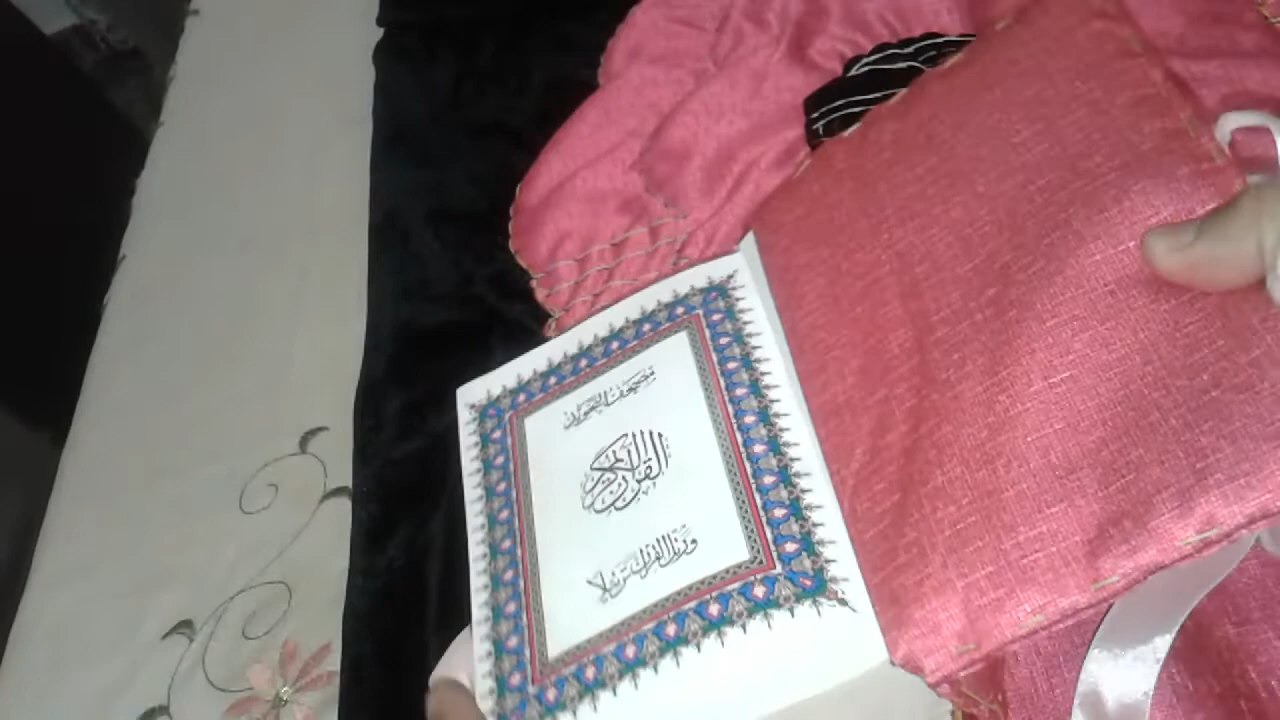 مصحف التجويد
القرآن الكريم
ورتل القرآن ترتيلا